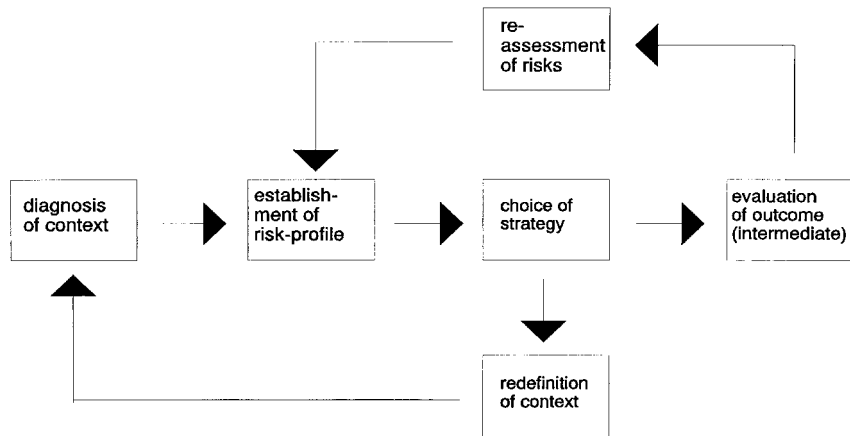 re-
assessment
of risks
diagnosis
of context
establish-
ment of
risk-profile
choice of
strategy
evaluation
of outcome
(intermediate)
redefinition
of context